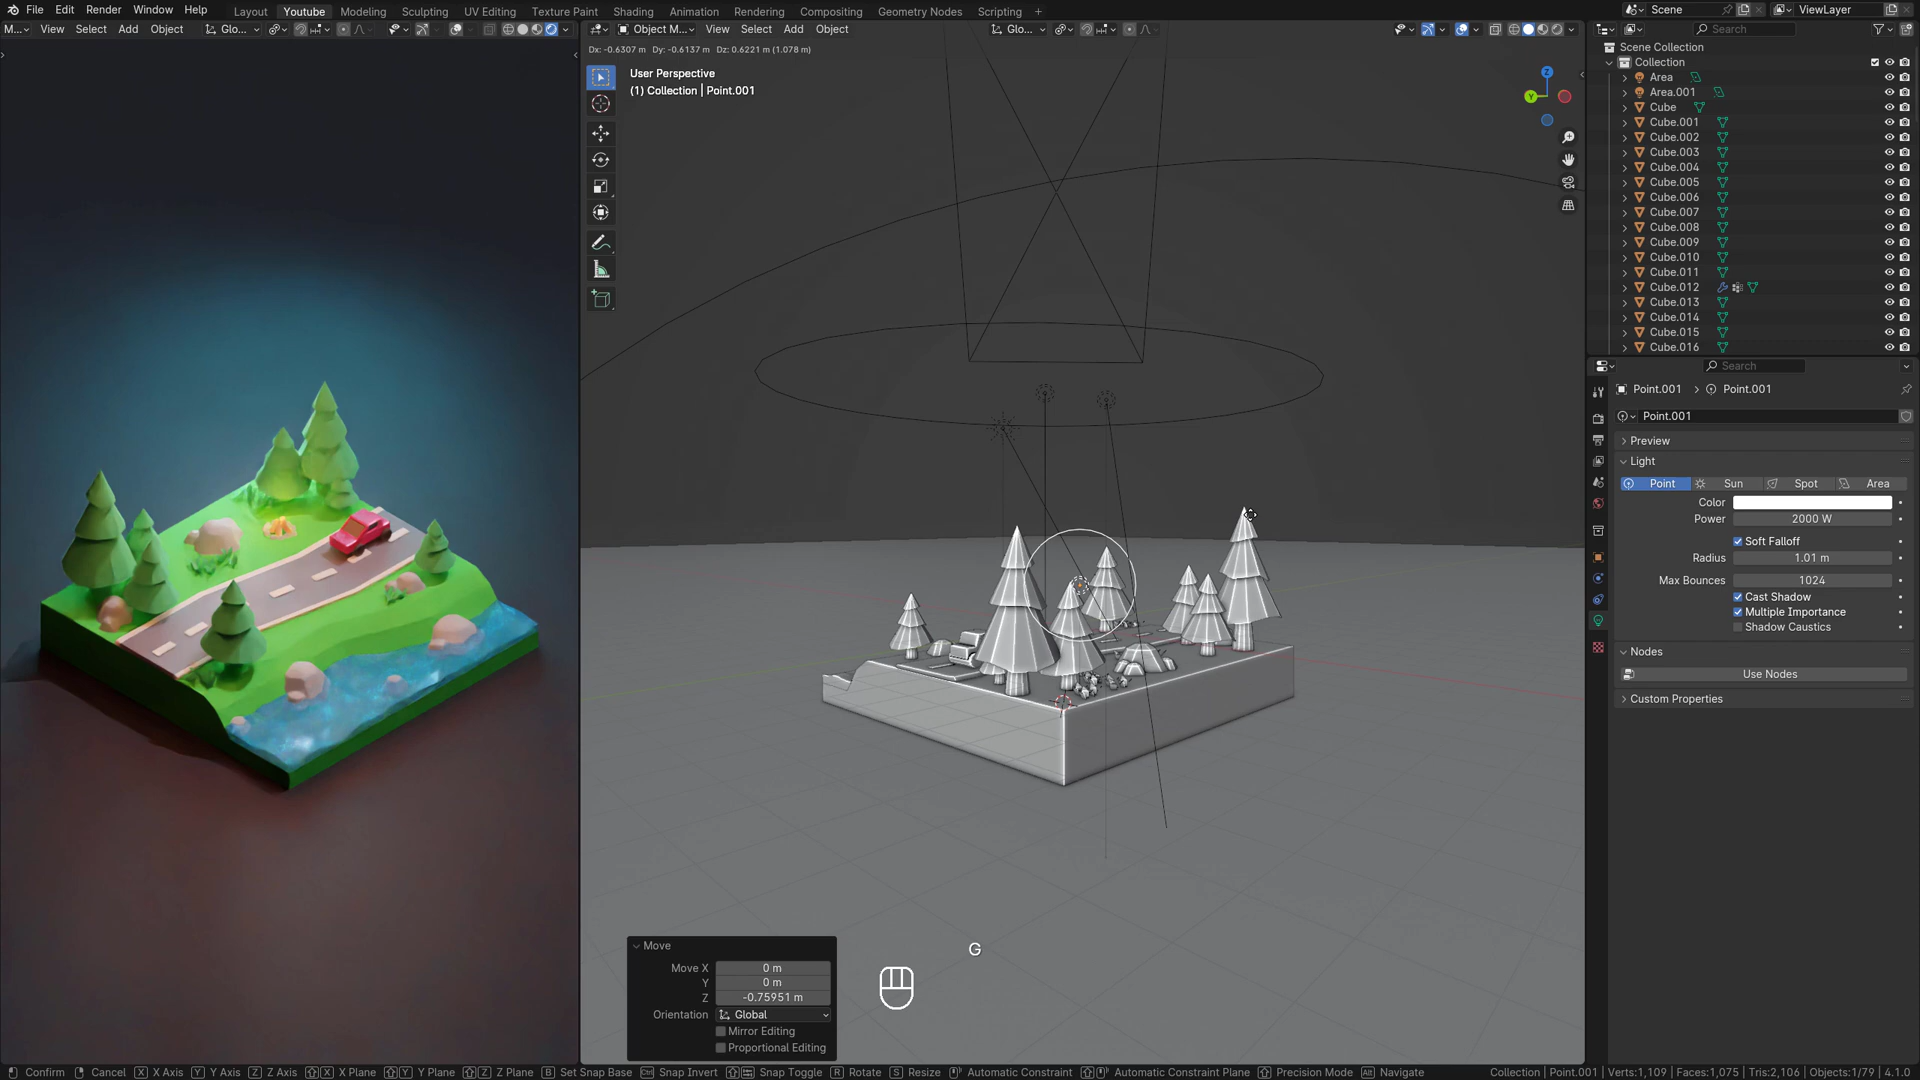 File Edit Render Window Help Layout Youtube Modeling Sculpting UV Editing Texture Paint Shading Animation Rendering Compositing Geometry Nodes Scripting + Scene ViewLayer
M... View Select Add Object Glo... Object M... View Select Add Object Glo... Search
Dx: -0.6307 m Dy: -0.6137 m Dz: 0.6221 m (1.078 m)
User Perspective
(1) Collection | Point.001
Z
Y
Scene Collection
Collection
Area
Area.001
Cube
Cube.001
Cube.002
Cube.003
Cube.004
Cube.005
Cube.006
Cube.007
Cube.008
Cube.009
Cube.010
Cube.011
Cube.012
Cube.013
Cube.014
Cube.015
Cube.016
Search
Point.001 > Point.001
Point.001
Preview
Light
Point Sun Spot Area
Color
Power 2000 W
Soft Falloff
Radius 1.01 m
Max Bounces 1024
Cast Shadow
Multiple Importance
Shadow Caustics
Nodes
Use Nodes
Custom Properties
Move
Move X 0 m
Y 0 m
Z -0.75951 m
Orientation Global
Mirror Editing
Proportional Editing
G
Confirm Cancel X X Axis Y Y Axis Z Z Axis X X Plane Y Y Plane Z Z Plane B Set Snap Base Ctrl Snap Invert Snap Toggle R Rotate S Resize Automatic Constraint Automatic Constraint Plane Precision Mode Alt Navigate Collection | Point.001 | Verts:1,109 | Faces:1,075 | Tris:2,106 | Objects:1/79 | 4.1.0